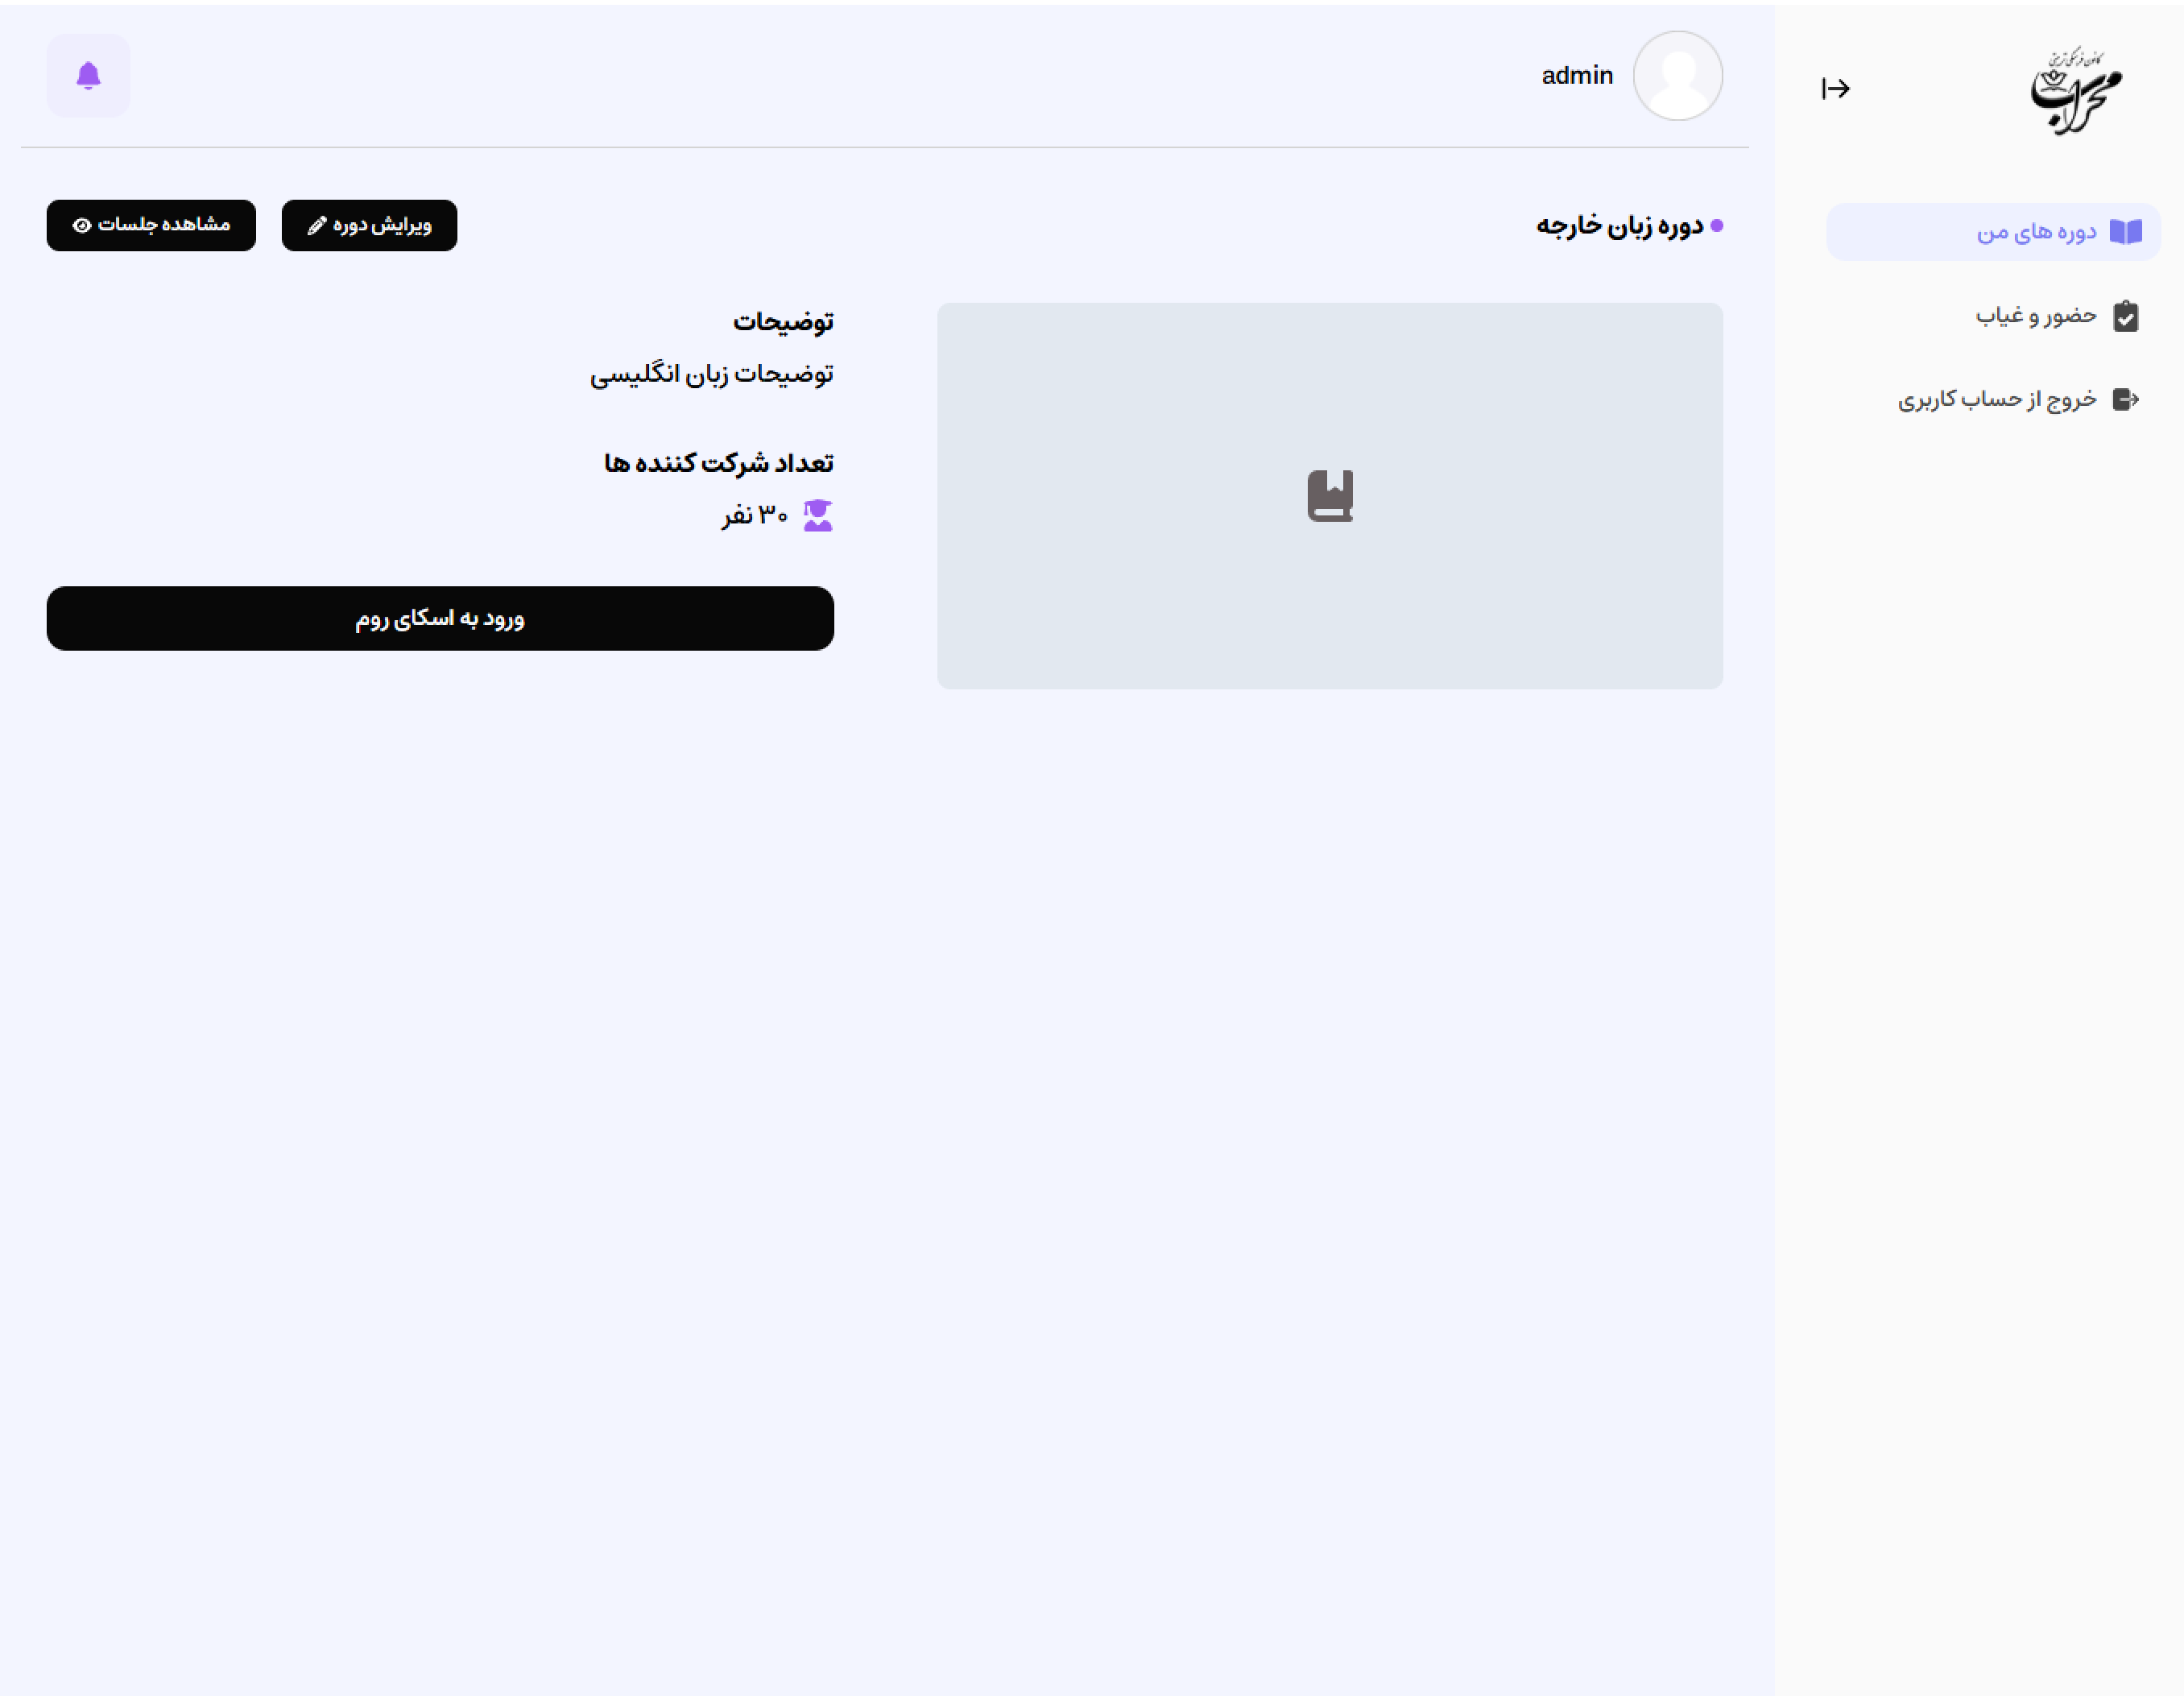 کانون فرهنگی تربیتی
محراب
دوره های من
حضور و غیاب
خروج از حساب کاربری
admin
دوره زبان خارجه
ویرایش دوره
مشاهده جلسات
توضیحات
توضیحات زبان انگلیسی
تعداد شرکت کننده ها
۳۰ نفر
ورود به اسکای روم